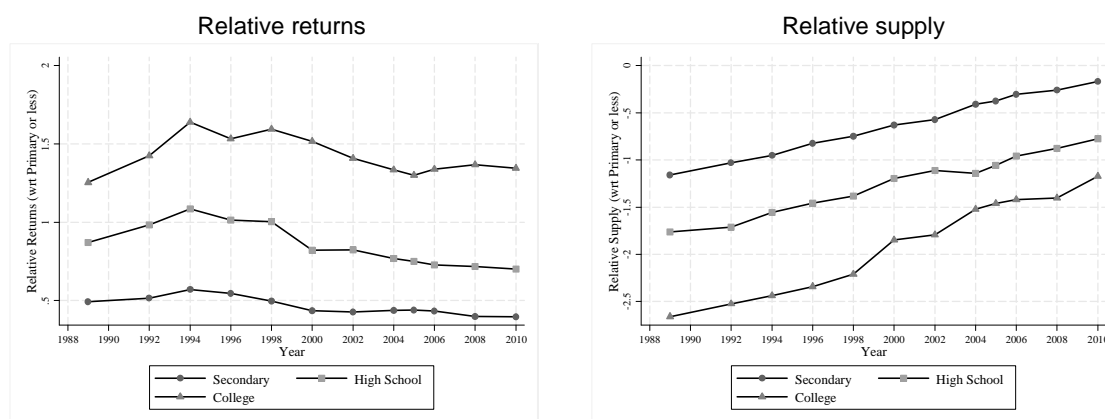 Relative returns
Relative Returns (wrt Primary or less)
2
1.5
1
.5
1988 1990 1992 1994 1996 1998 2000 2002 2004 2006 2008 2010
Year
Secondary High School
College
Relative supply
Relative Supply (wrt Primary or less)
0
-.5
-1
-1.5
-2
-2.5
1988 1990 1992 1994 1996 1998 2000 2002 2004 2006 2008 2010
Year
Secondary High School
College